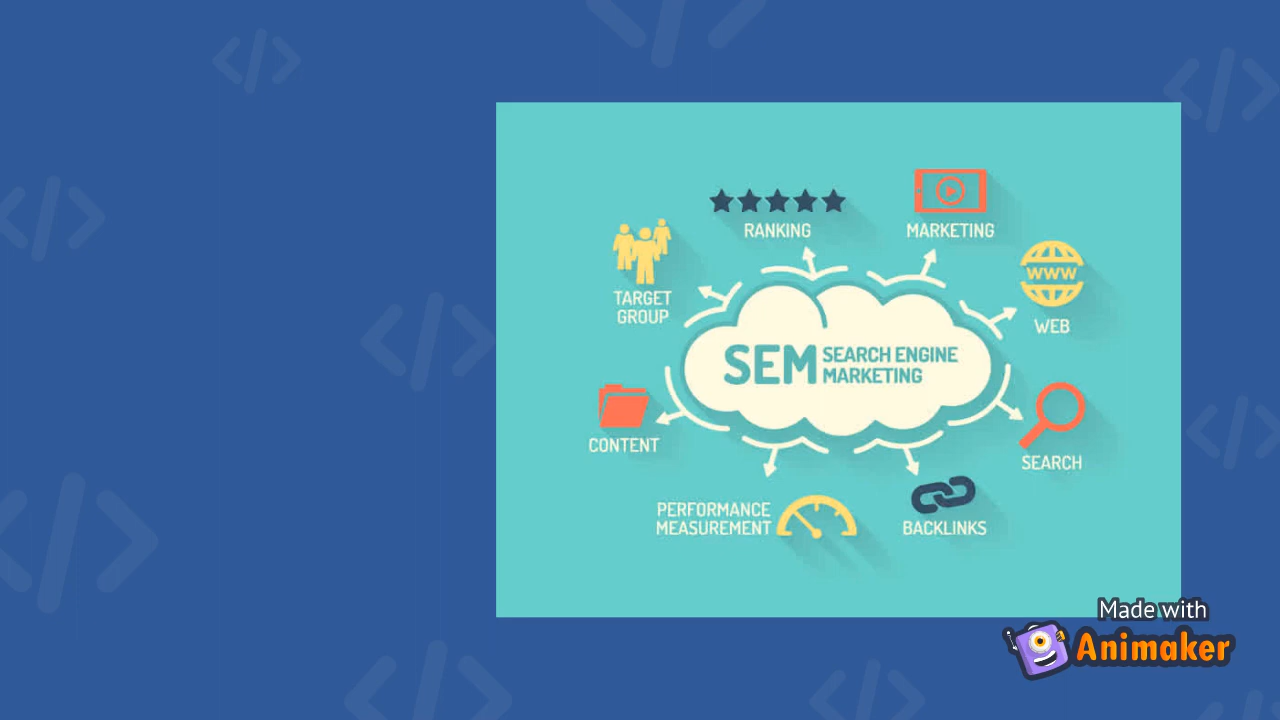 RANKING
MARKETING
TARGET
GROUP
WWW
WEB
SEM SEARCH ENGINE
MARKETING
CONTENT
SEARCH
PERFORMANCE
MEASUREMENT
BACKLINKS
Made with
Animaker